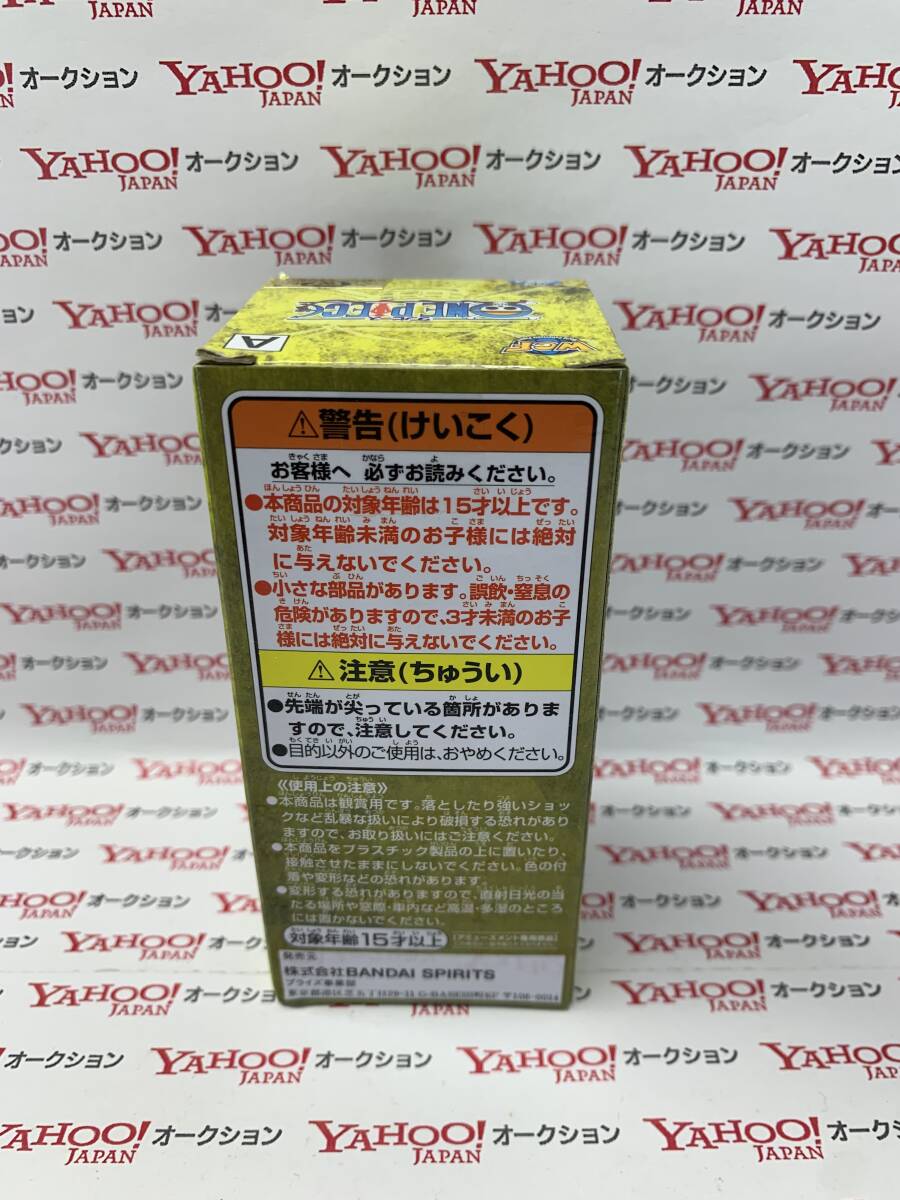 YAHOO! オークション
JAPAN
ONE PIECE
WCF
A
⚠警告(けいこく)
お客様へ 必ずお読みください。
●本商品の対象年齢は15才以上です。
対象年齢未満のお子様には絶対
に与えないでください。
●小さな部品があります。誤飲・窒息の
危険がありますので、3才未満のお子
様には絶対に与えないでください。
⚠注意(ちゅうい)
●先端が尖っている箇所がありま
すので、注意してください。
●目的以外のご使用は、おやめください。
《使用上の注意》
●本商品は観賞用です。落としたり強いショッ
クなど乱暴な扱いにより破損する恐れがあり
ますので、お取り扱いにはご注意ください。
●本商品をプラスチック製品の上に置いたり、
接触させたままにしないでください。色の付
着や変形などの恐れがあります。
●変形する恐れがありますので、直射日光の当
たる場所や窓際・車内など高温・多湿のところ
には置かないでください。
対象年齢15才以上
発売元
株式会社BANDAI SPIRITS
プライズ事業部